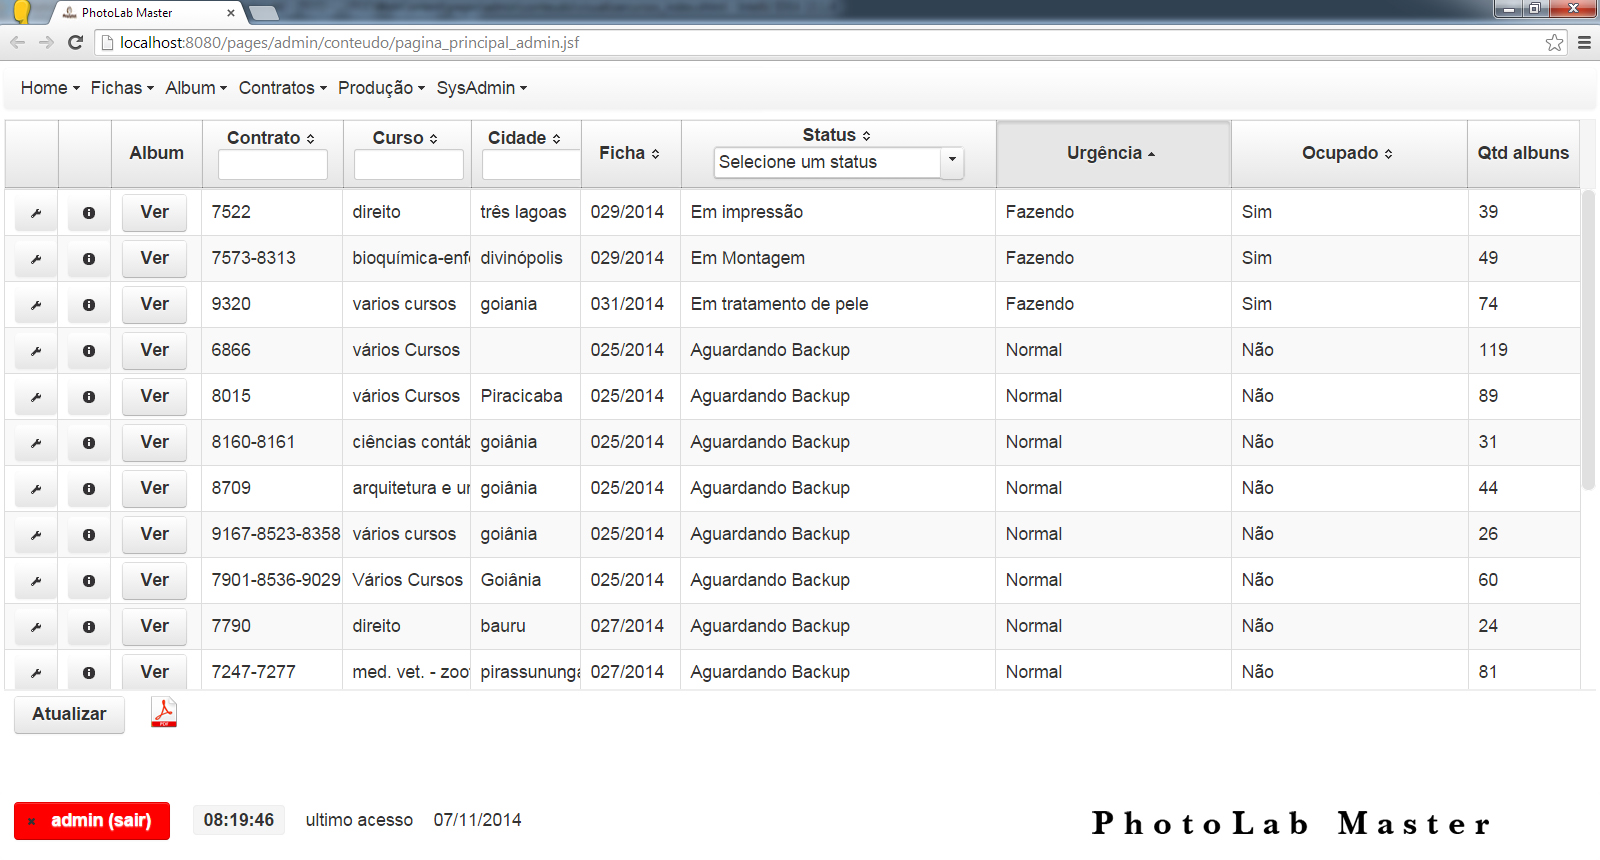 PhotoLab Master
localhost:8080/pages/admin/conteudo/pagina_principal_admin.jsf
Home Fichas Album Contratos Produção SysAdmin
Album Contrato Curso Cidade Ficha Status Urgência Ocupado Qtd albuns
Selecione um status
Ver 7522 direito três lagoas 029/2014 Em impressão Fazendo Sim 39
Ver 7573-8313 bioquímica-enfe divinópolis 029/2014 Em Montagem Fazendo Sim 49
Ver 9320 varios cursos goiania 031/2014 Em tratamento de pele Fazendo Sim 74
Ver 6866 vários Cursos 025/2014 Aguardando Backup Normal Não 119
Ver 8015 vários Cursos Piracicaba 025/2014 Aguardando Backup Normal Não 89
Ver 8160-8161 ciências contáb goiânia 025/2014 Aguardando Backup Normal Não 31
Ver 8709 arquitetura e ur goiânia 025/2014 Aguardando Backup Normal Não 44
Ver 9167-8523-8358 vários cursos goiânia 025/2014 Aguardando Backup Normal Não 26
Ver 7901-8536-9029 Vários Cursos Goiânia 025/2014 Aguardando Backup Normal Não 60
Ver 7790 direito bauru 027/2014 Aguardando Backup Normal Não 24
Ver 7247-7277 med. vet. - zoo pirassununga 027/2014 Aguardando Backup Normal Não 81
Atualizar
PDF
admin (sair) 08:19:46 ultimo acesso 07/11/2014
PhotoLab Master